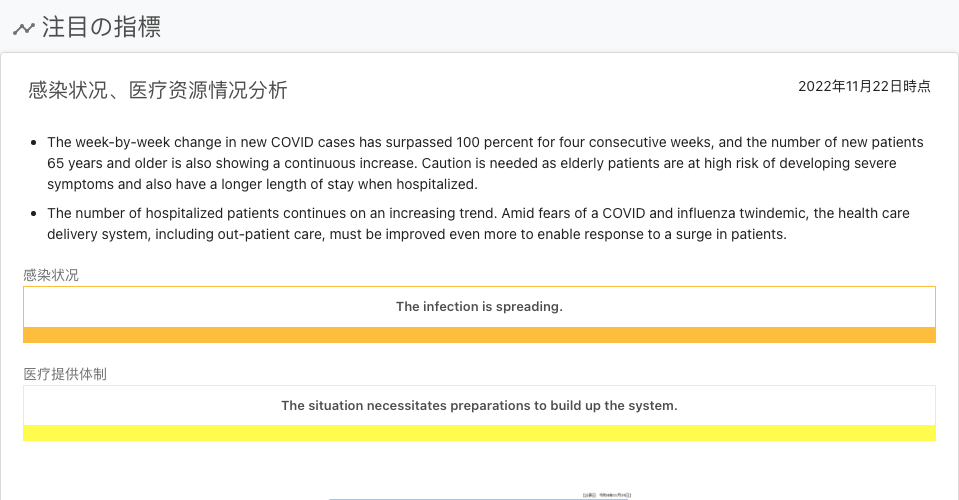 注目の指標
感染状况、医疗资源情况分析
2022年11月22日時点
The week-by-week change in new COVID cases has surpassed 100 percent for four consecutive weeks, and the number of new patients
65 years and older is also showing a continuous increase. Caution is needed as elderly patients are at high risk of developing severe
symptoms and also have a longer length of stay when hospitalized.
The number of hospitalized patients continues on an increasing trend. Amid fears of a COVID and influenza twindemic, the health care
delivery system, including out-patient care, must be improved even more to enable response to a surge in patients.
感染状况
The infection is spreading.
医疗提供体制
The situation necessitates preparations to build up the system.